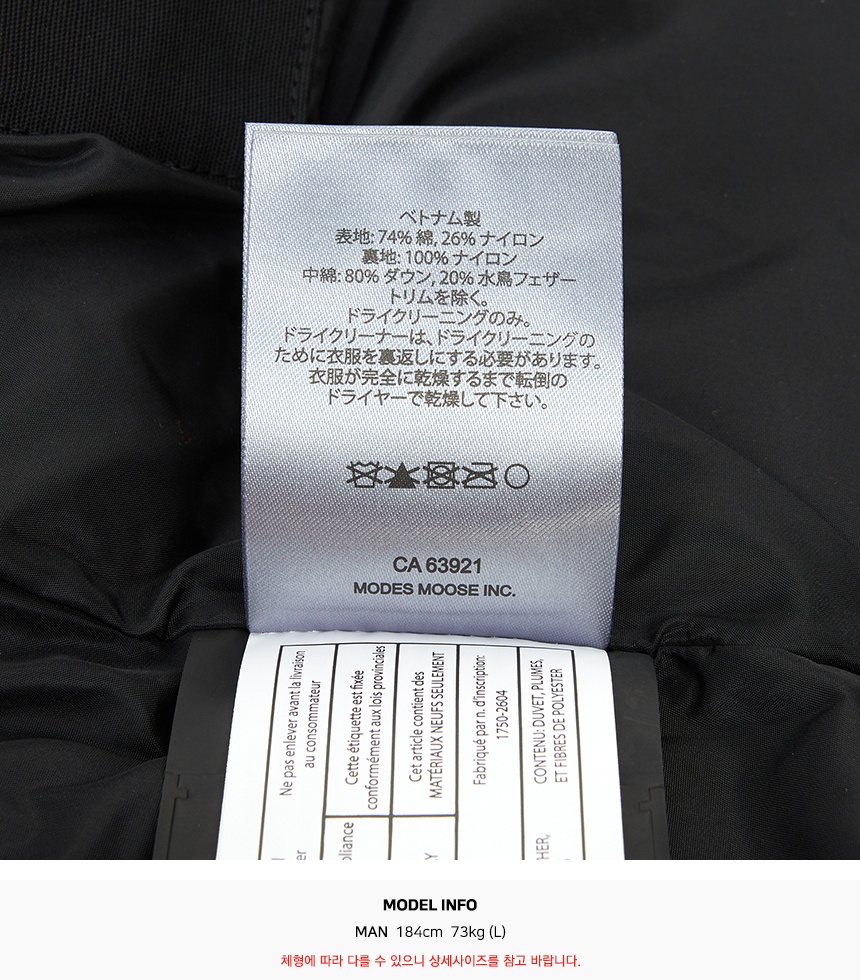 ベトナム製
表地: 74% 綿, 26% ナイロン
裏地: 100% ナイロン
中綿: 80% ダウン, 20% 水鳥フェザー
トリムを除く。
ドライクリーニングのみ。
ドライクリーナーは、ドライクリーニングの
ために衣服を裏返しにする必要があります。
衣服が完全に乾燥するまで転倒の
ドライヤーで乾燥して下さい。
CA 63921
MODES MOOSE INC.
Ne pas enlever avant la livraison
au consommateur
Cette étiquette est fixée
conformément aux lois provinciales
Cet article contient des
MATÉRIAUX NEUFS SEULEMENT
Fabriqué par n. d'inscription:
1750-2604
CONTENU: DUVET, PLUMES,
ET FIBRES DE POLYESTER
MODEL INFO
MAN 184cm 73kg (L)
체형에 따라 다를 수 있으니 상세사이즈를 참고 바랍니다.